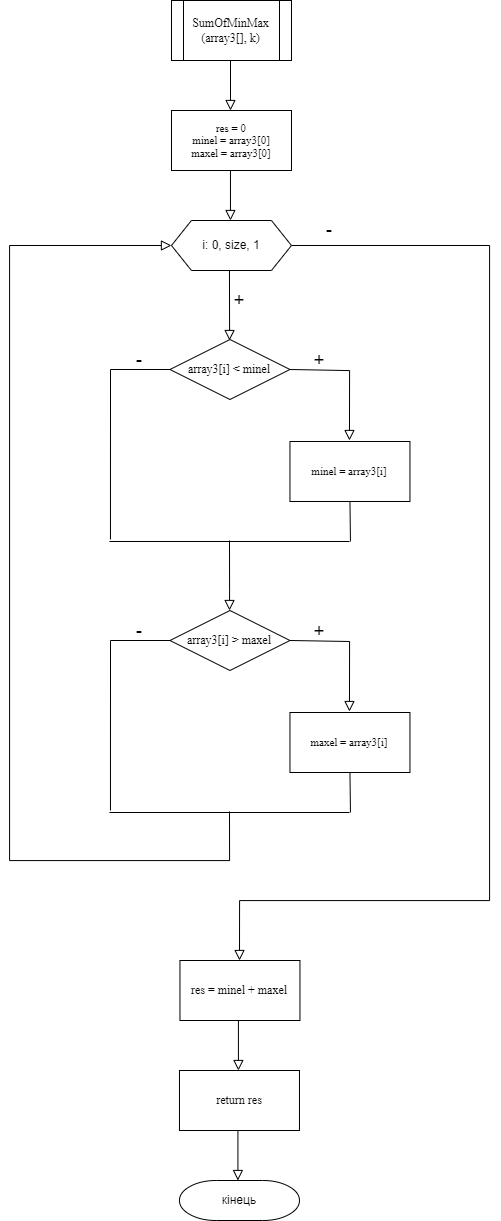 SumOfMinMax
(array3[], k)
res = 0
minel = array3[0]
maxel = array3[0]
i: 0, size, 1
-
+
array3[i] < minel
-
+
minel = array3[i]
array3[i] > maxel
-
+
maxel = array3[i]
res = minel + maxel
return res
кінець